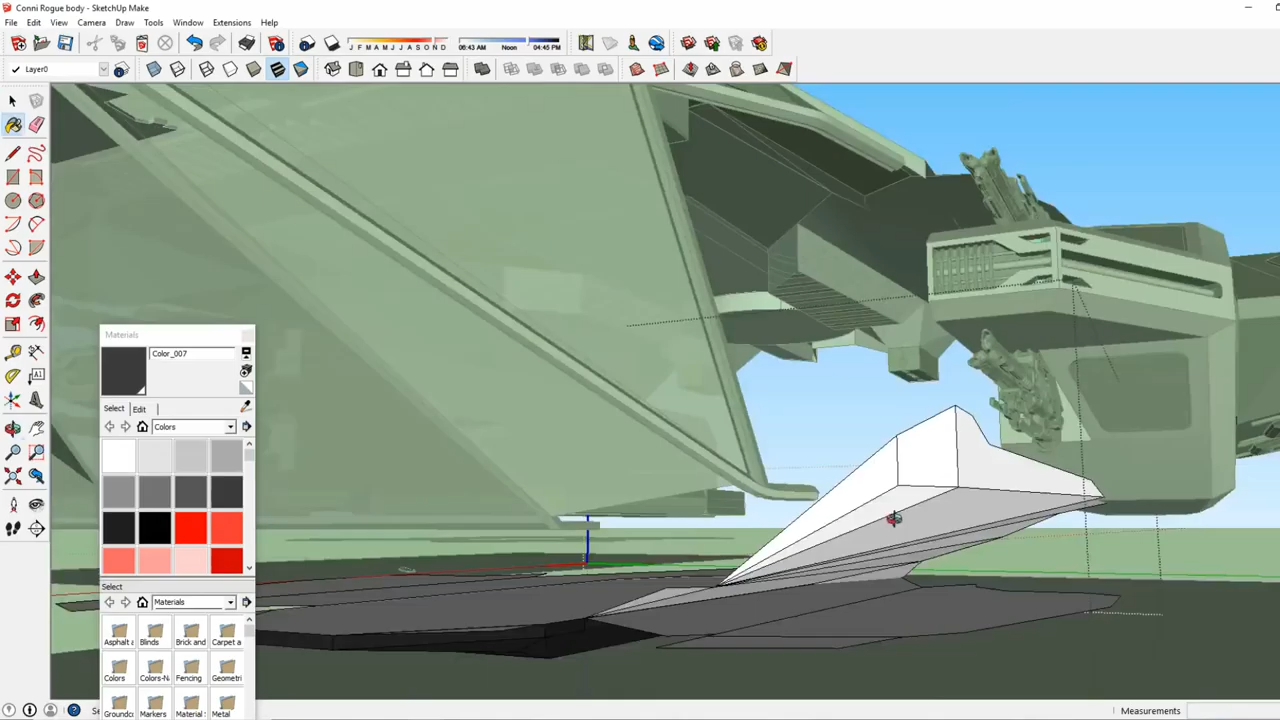 Conni Rogue body - SketchUp Make
File Edit View Camera Draw Tools Window Extensions Help
J F M A M J J A S O N D 06:43 AM Noon 04:45 PM
Layer0
A1
Materials
Color_007
Select Edit
Colors
Select
Materials
Asphalt a Blinds Brick and Carpet a
Colors Colors-N Fencing Geometri
Groundc Markers Material Metal
Measurements